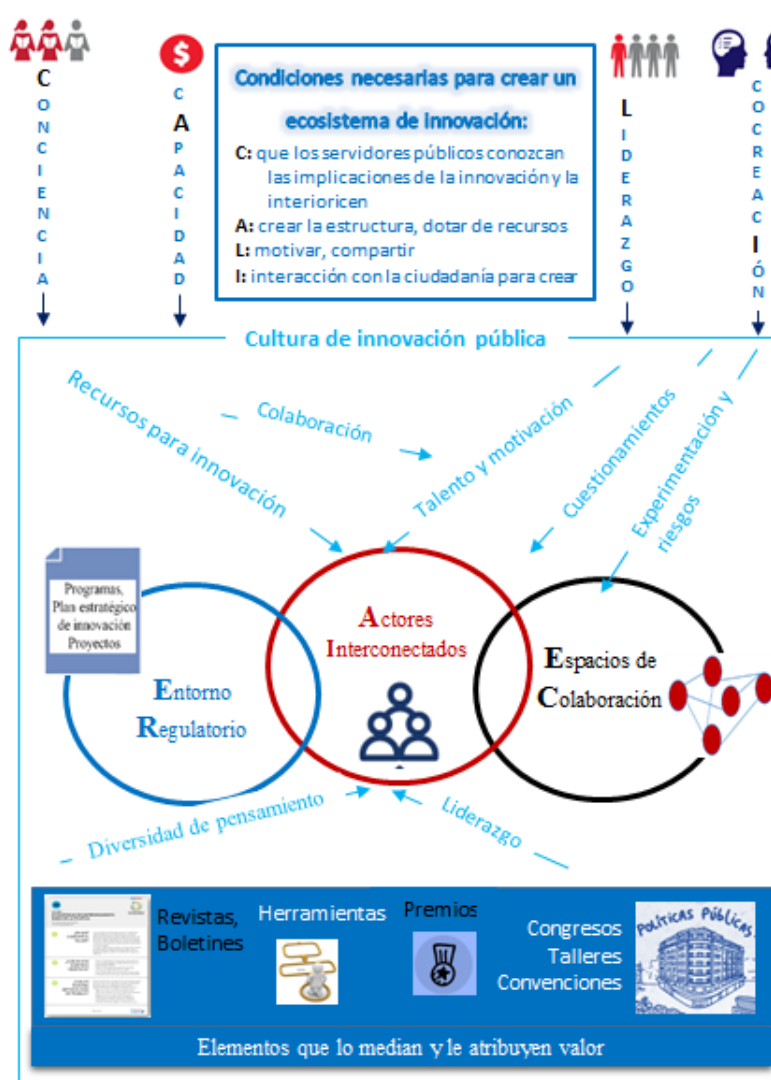 CONCIENCIA
$
CAPACIDAD
Condiciones necesarias para crear un
ecosistema de innovación:
C: que los servidores públicos conozcan
las implicaciones de la innovación y la
interioricen
A: crear la estructura, dotar de recursos
L: motivar, compartir
I: interacción con la ciudadanía para crear
LIDERAZGO
COCREACIÓN
Cultura de innovación pública
Recursos para innovación
Colaboración
Talento y motivación
Cuestionamientos
Experimentación y
riesgos
Programas,
Plan estratégico
de innovación
Proyectos
Entorno
Regulatorio
Actores
Interconectados
Espacios de
Colaboración
Diversidad de pensamiento
Liderazgo
Revistas,
Boletines
Herramientas
Premios
Congresos
Talleres
Convenciones
POLÍTICAS PÚBLICAS
Elementos que lo median y le atribuyen valor